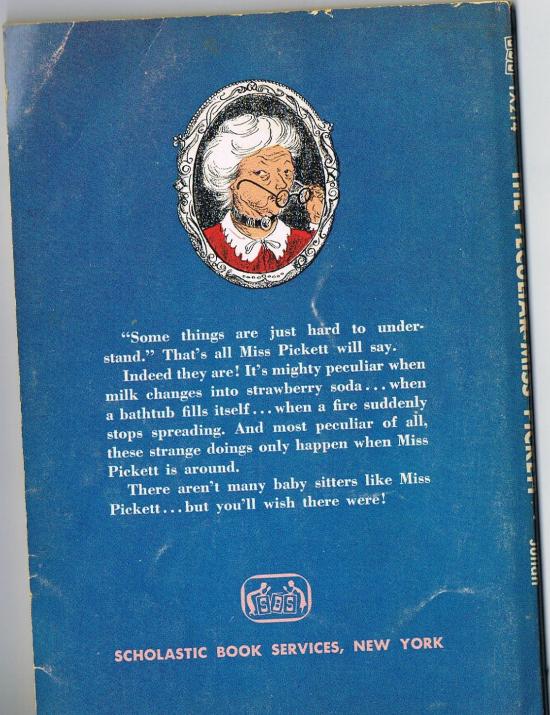 “Some things are just hard to under-
stand.” That's all Miss Pickett will say.
Indeed they are! It's mighty peculiar when
milk changes into strawberry soda...when
a bathtub fills itself...when a fire suddenly
stops spreading. And most peculiar of all,
these strange doings only happen when Miss
Pickett is around.
There aren't many baby sitters like Miss
Pickett...but you'll wish there were!
SBS
SCHOLASTIC BOOK SERVICES, NEW YORK
THE PECULIAR MISS PICKETT